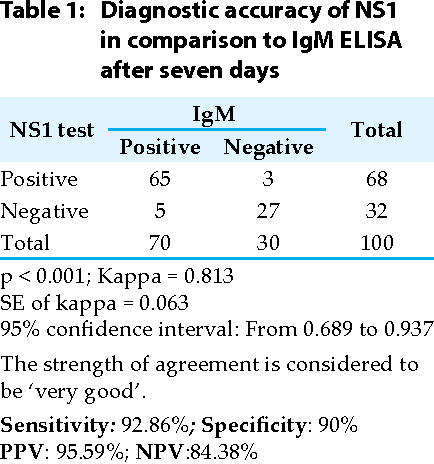 Table 1: Diagnostic accuracy of NS1
in comparison to IgM ELISA
after seven days
NS1 test IgM Total
Positive Negative
Positive 65 3 68
Negative 5 27 32
Total 70 30 100
p < 0.001; Kappa = 0.813
SE of kappa = 0.063
95% confidence interval: From 0.689 to 0.937
The strength of agreement is considered to
be ‘very good’.
Sensitivity: 92.86%; Specificity: 90%
PPV: 95.59%; NPV:84.38%